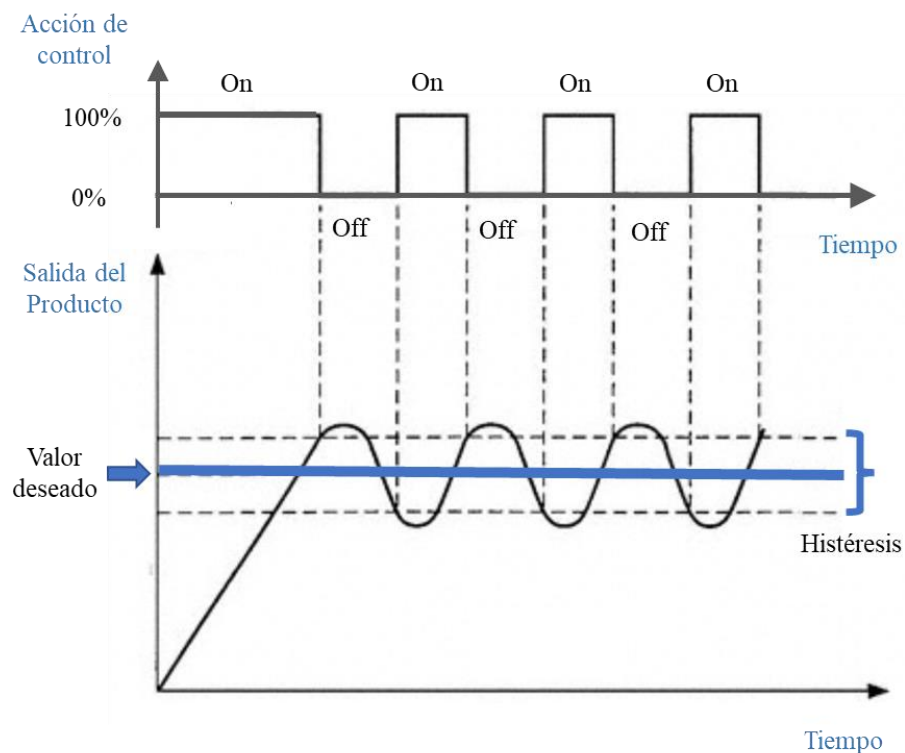 Acción de
control
On
On
On
On
100%
0%
Off
Off
Off
Tiempo
Salida del
Producto
Valor
deseado
Histéresis
Tiempo